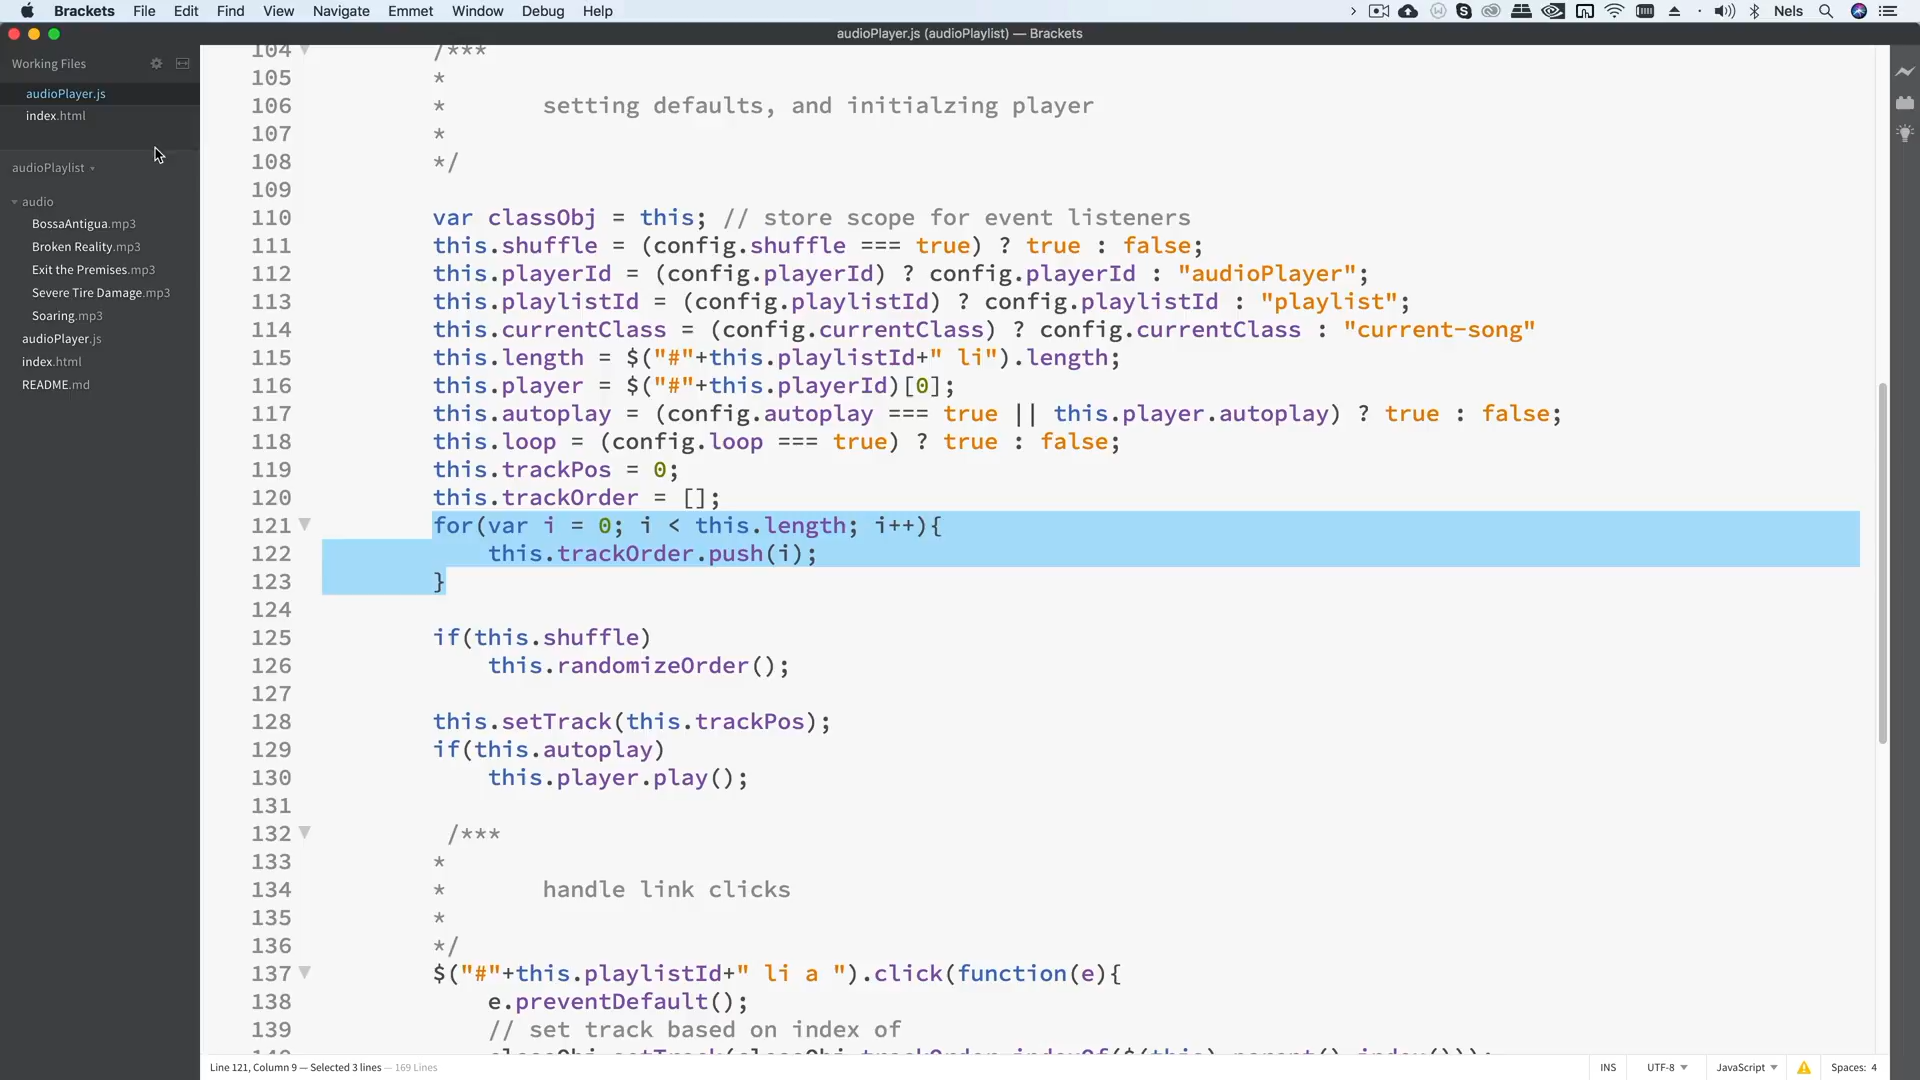 Brackets File Edit Find View Navigate Emmet Window Debug Help Nels
audioPlayer.js (audioPlaylist) — Brackets
Working Files
audioPlayer.js
index.html
audioPlaylist
audio
BossaAntigua.mp3
Broken Reality.mp3
Exit the Premises.mp3
Severe Tire Damage.mp3
Soaring.mp3
audioPlayer.js
index.html
README.md
104 /***
105 *
106 * setting defaults, and initialzing player
107 *
108 */
109
110 var classObj = this; // store scope for event listeners
111 this.shuffle = (config.shuffle === true) ? true : false;
112 this.playerId = (config.playerId) ? config.playerId : "audioPlayer";
113 this.playlistId = (config.playlistId) ? config.playlistId : "playlist";
114 this.currentClass = (config.currentClass) ? config.currentClass : "current-song"
115 this.length = $("#"+this.playlistId+" li").length;
116 this.player = $("#"+this.playerId)[0];
117 this.autoplay = (config.autoplay === true || this.player.autoplay) ? true : false;
118 this.loop = (config.loop === true) ? true : false;
119 this.trackPos = 0;
120 this.trackOrder = [];
121 for(var i = 0; i < this.length; i++){
122 this.trackOrder.push(i);
123 }
124
125 if(this.shuffle)
126 this.randomizeOrder();
127
128 this.setTrack(this.trackPos);
129 if(this.autoplay)
130 this.player.play();
131
132 /***
133 *
134 * handle link clicks
135 *
136 */
137 $("#"+this.playlistId+" li a ").click(function(e){
138 e.preventDefault();
139 // set track based on index of
140 classObj.setTrack(classObj.trackOrder.indexOf($(this).parent().index()));
Line 121, Column 9 — Selected 3 lines — 169 Lines INS UTF-8 JavaScript Spaces: 4